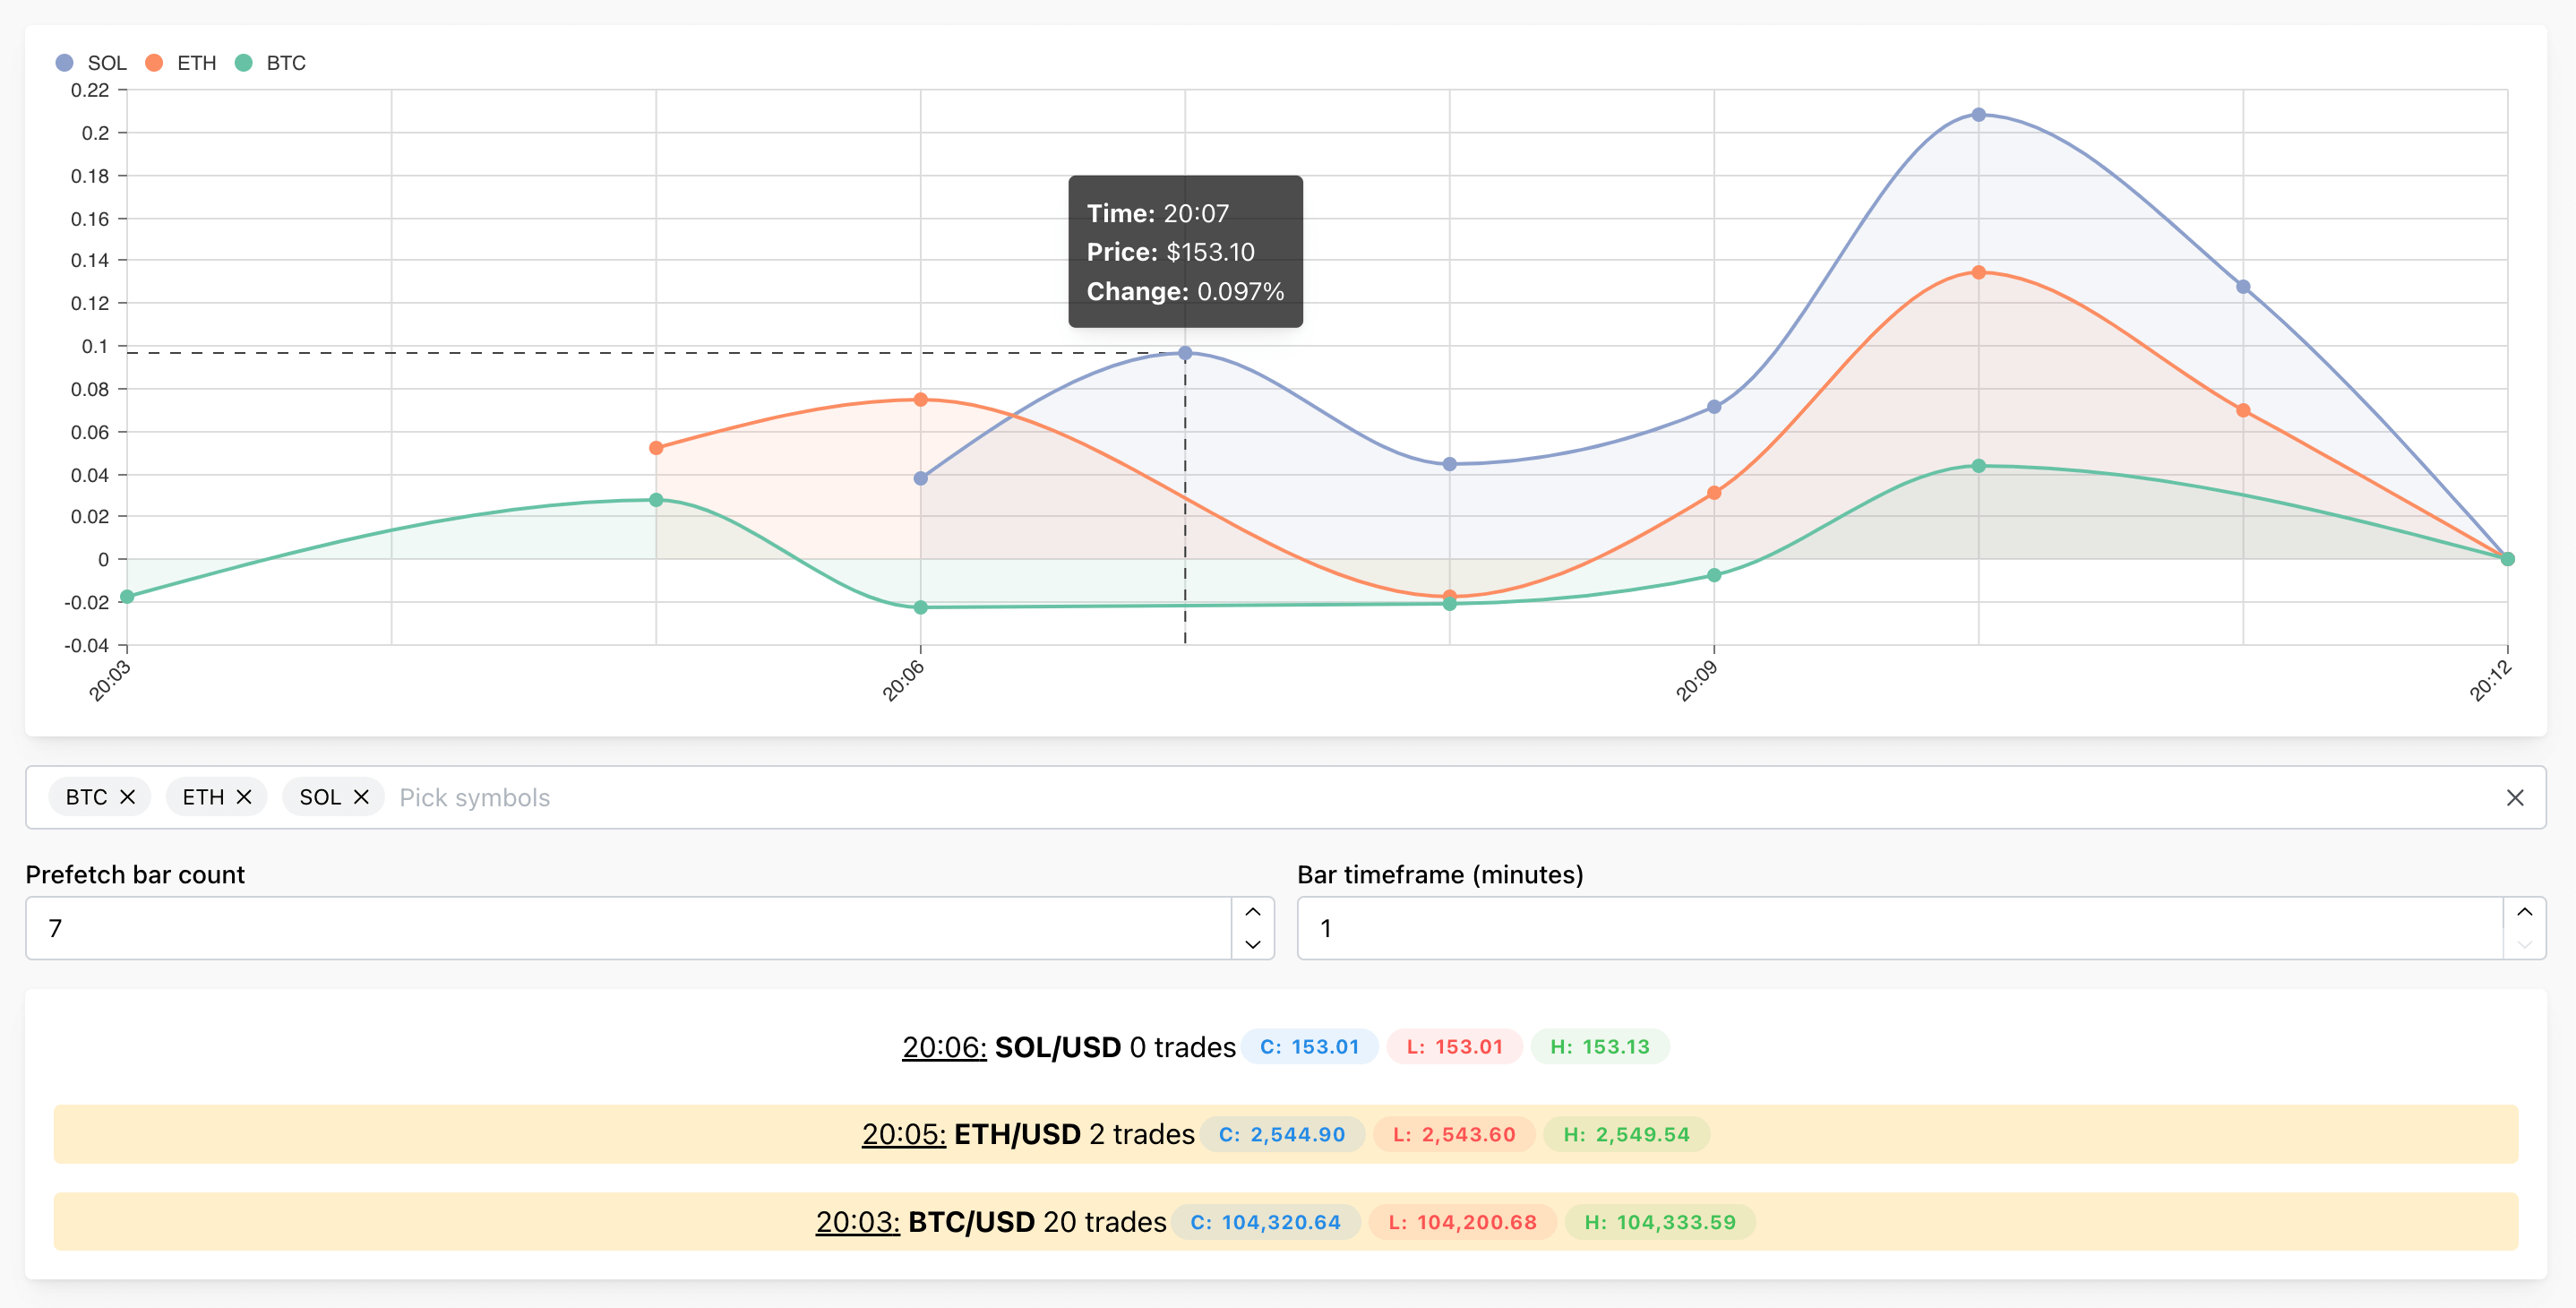 SOL ETH BTC
0.22
0.2
0.18
0.16
0.14
0.12
0.1
0.08
0.06
0.04
0.02
0
-0.02
-0.04
Time: 20:07
Price: $153.10
Change: 0.097%
20:03 20:06 20:09 20:12
BTC ETH SOL Pick symbols
Prefetch bar count Bar timeframe (minutes)
7 1
20:06: SOL/USD 0 trades C: 153.01 L: 153.01 H: 153.13
20:05: ETH/USD 2 trades C: 2,544.90 L: 2,543.60 H: 2,549.54
20:03: BTC/USD 20 trades C: 104,320.64 L: 104,200.68 H: 104,333.59